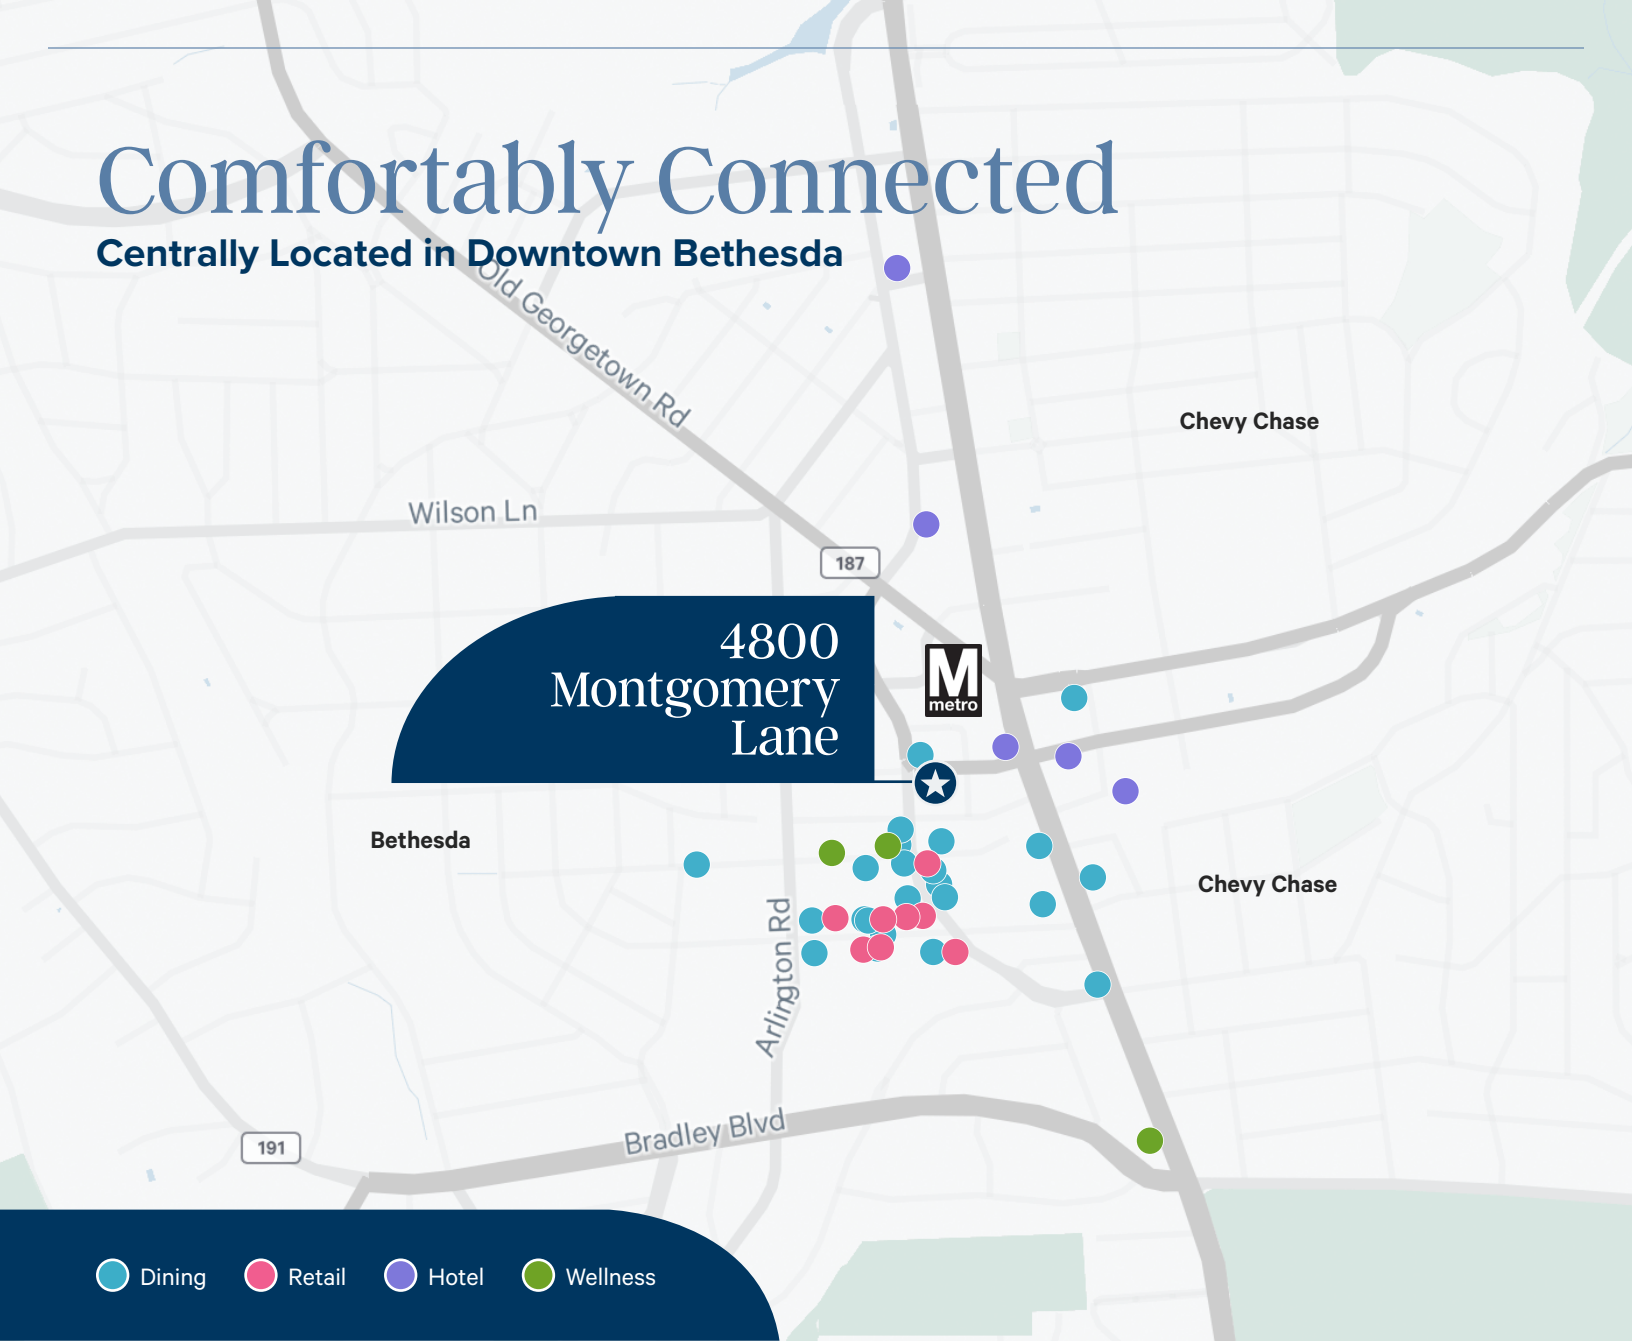 Comfortably Connected
Centrally Located in Downtown Bethesda
Old Georgetown Rd
Chevy Chase
Wilson Ln
187
4800
Montgomery
Lane
M
metro
Bethesda
Chevy Chase
Arlington Rd
Bradley Blvd
191
Dining
Retail
Hotel
Wellness